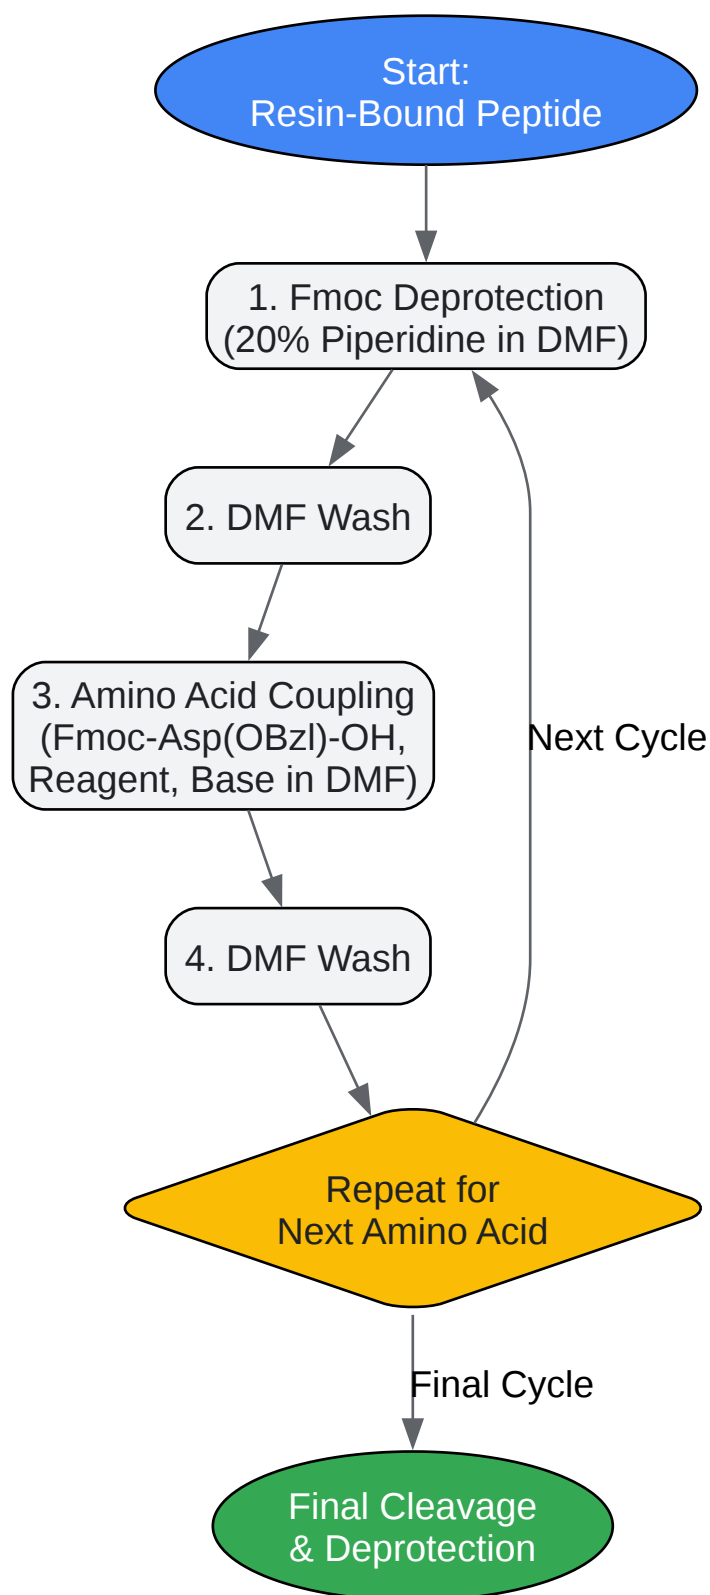 Start:
Resin-Bound Peptide
1. Fmoc Deprotection
(20% Piperidine in DMF)
2. DMF Wash
3. Amino Acid Coupling
(Fmoc-Asp(OBzl)-OH,
Reagent, Base in DMF)
Next Cycle
4. DMF Wash
Repeat for
Next Amino Acid
Final Cycle
Final Cleavage
& Deprotection